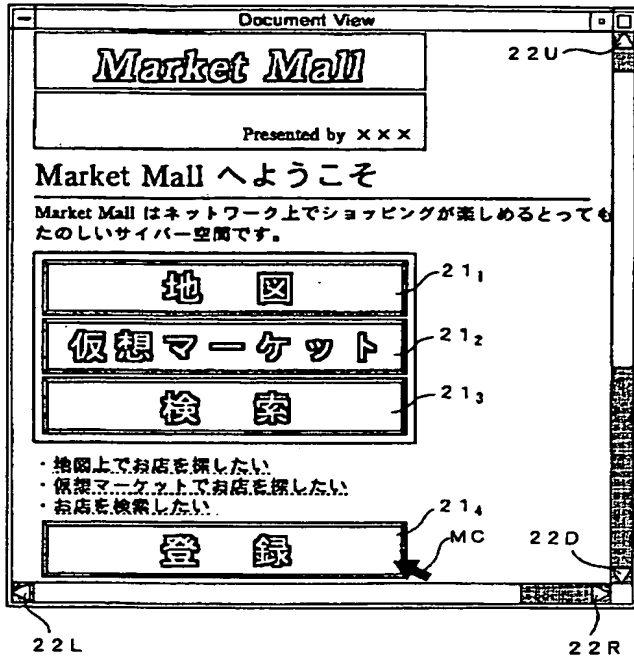 Document View
22U
Market Mall
Presented by ×××
Market Mall へようこそ
Market Mall はネットワーク上でショッピングが楽しめるとっても
たのしいサイバー空間です。
地 図
21₁
仮想マーケット
21₂
検 索
21₃
・地図上でお店を探したい
・仮想マーケットでお店を探したい
・お店を検索したい
21₄
登 録
MC
22D
22L
22R